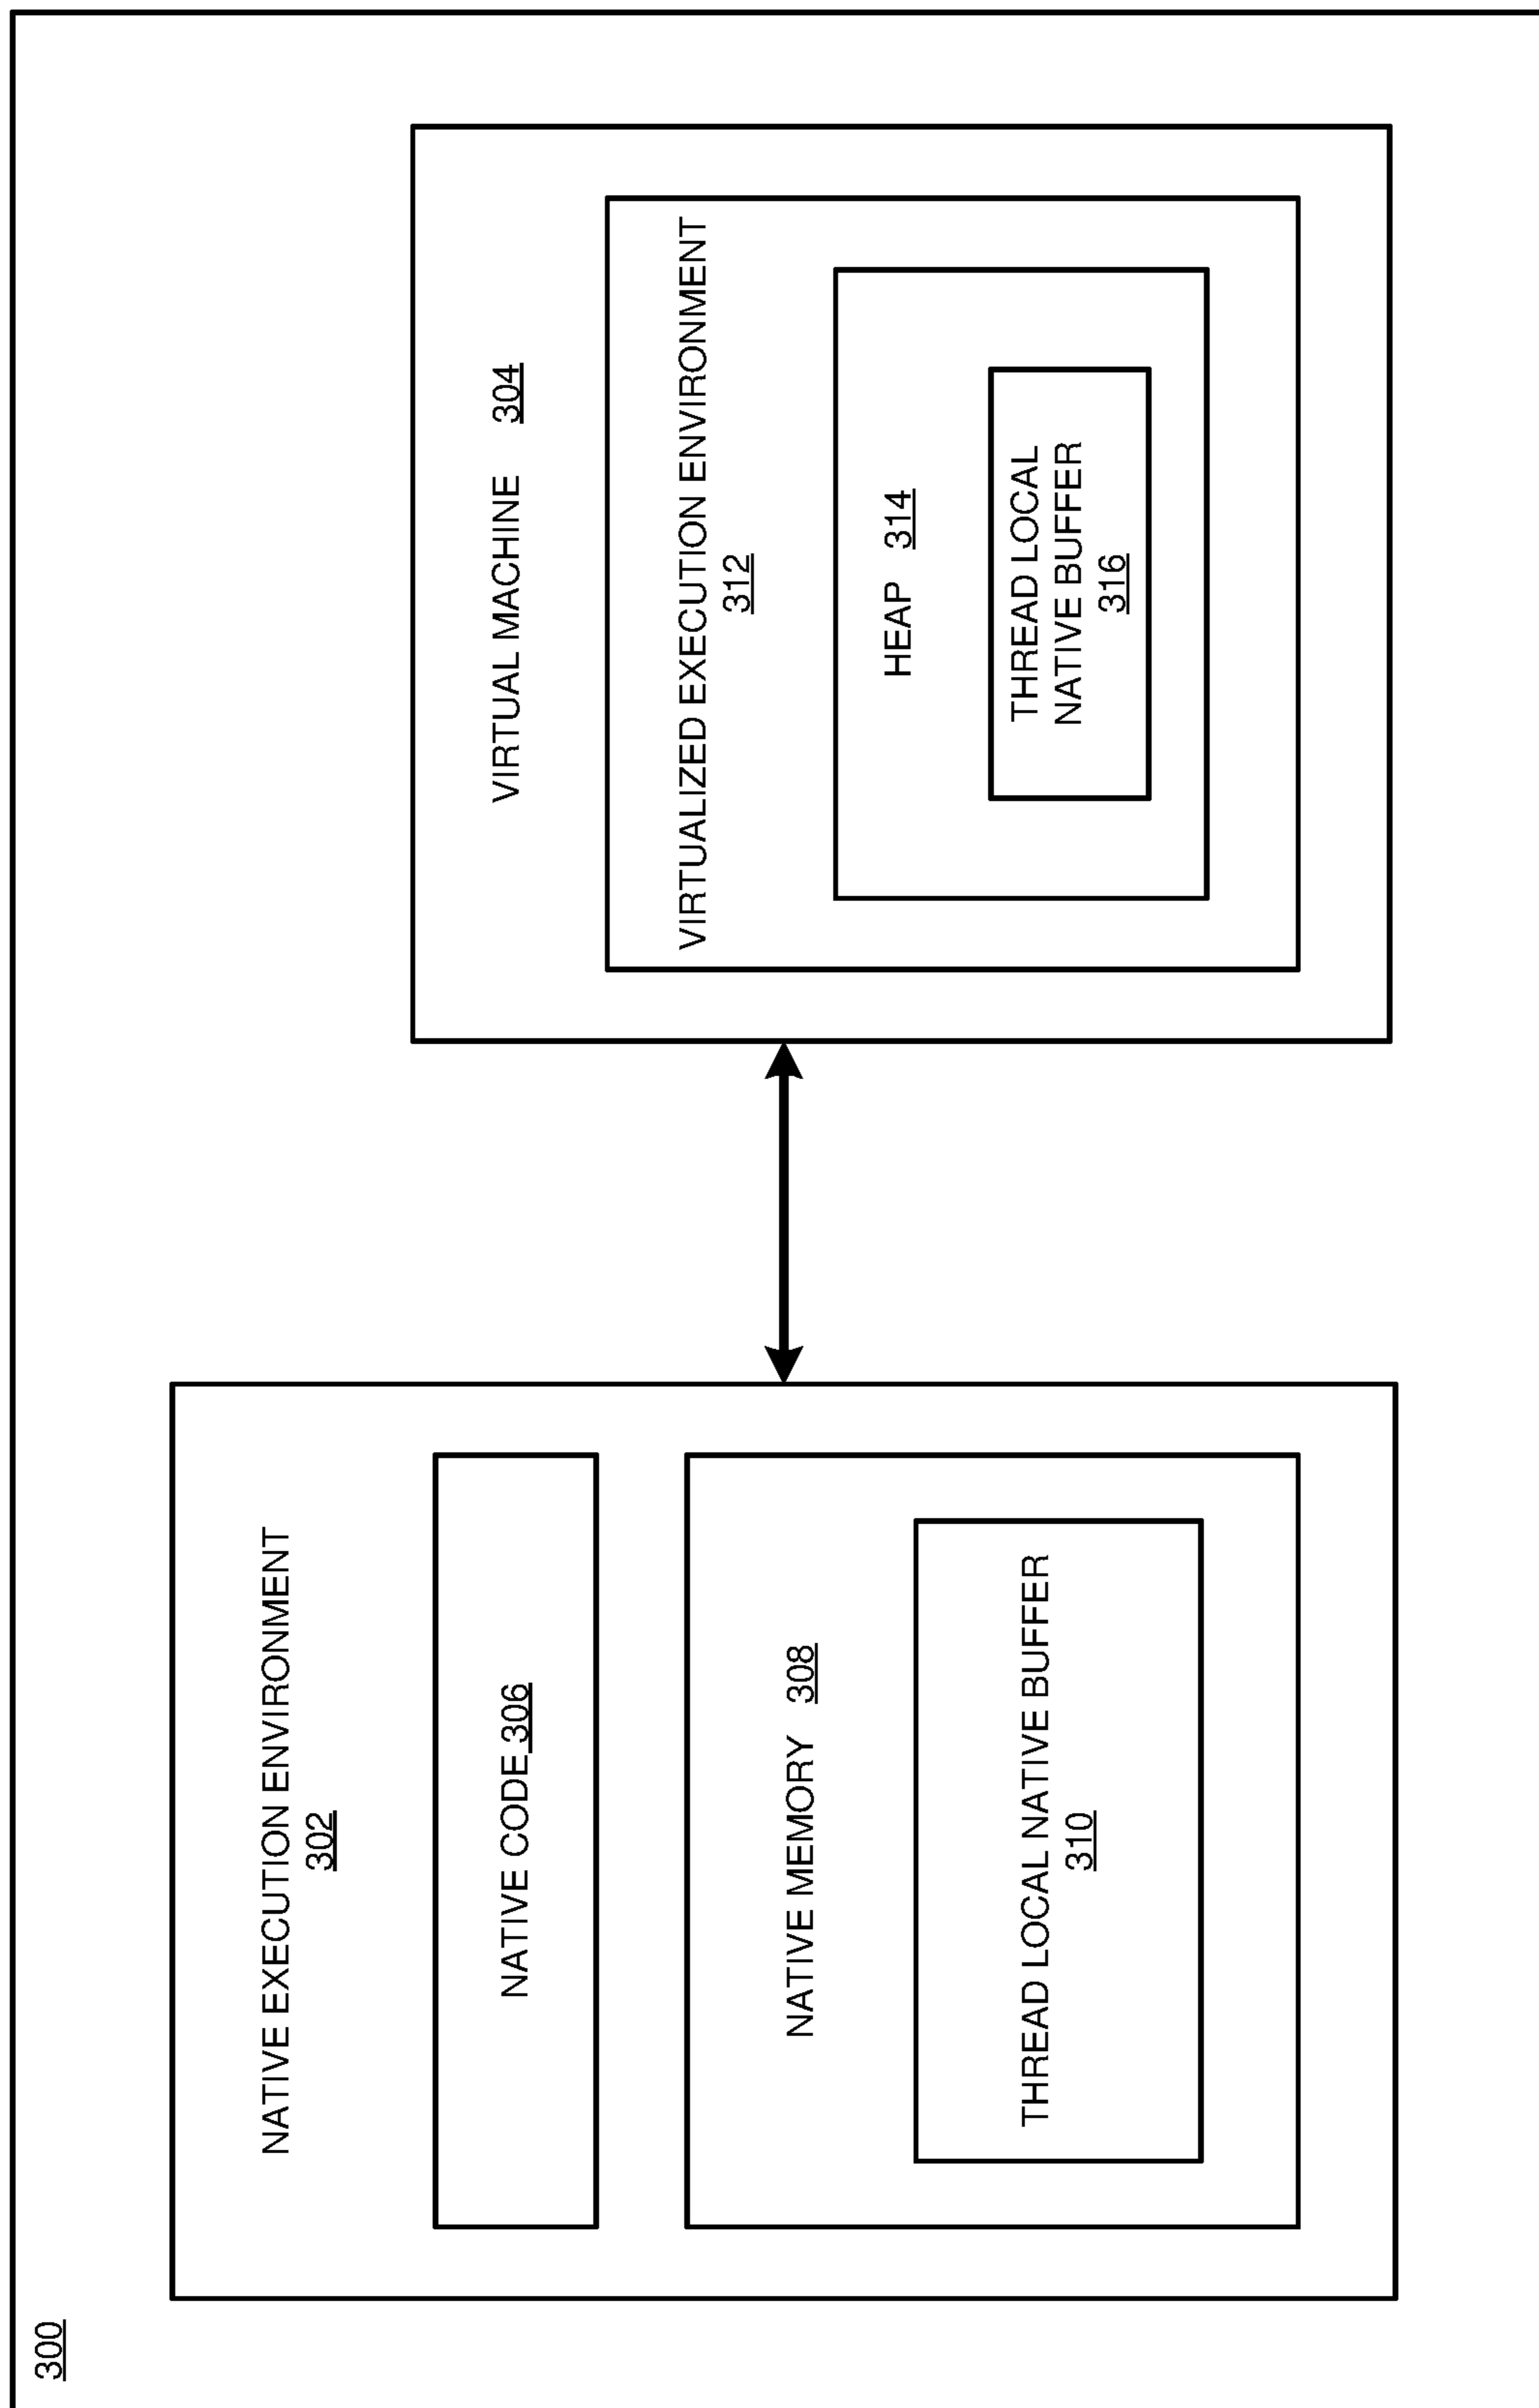 300
NATIVE EXECUTION ENVIRONMENT
302
NATIVE CODE 306
NATIVE MEMORY 308
THREAD LOCAL NATIVE BUFFER
310
VIRTUAL MACHINE 304
VIRTUALIZED EXECUTION ENVIRONMENT
312
HEAP 314
THREAD LOCAL
NATIVE BUFFER
316